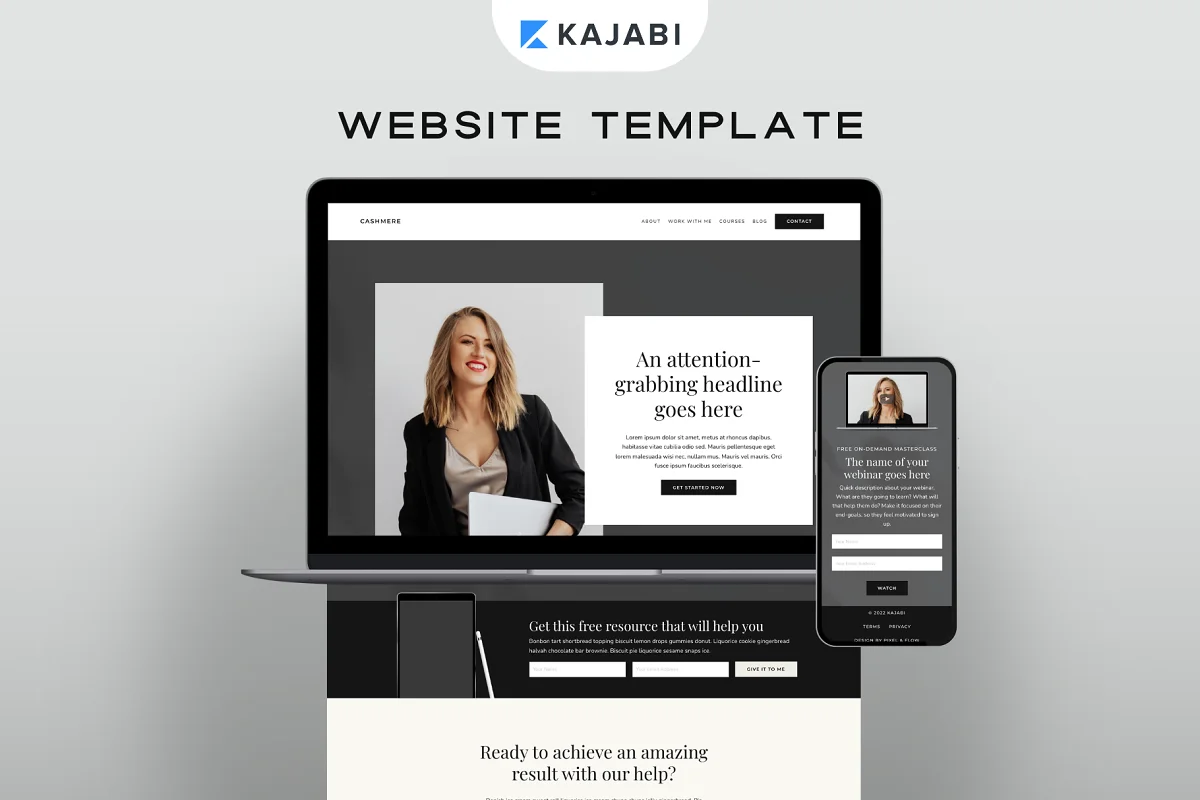 KAJABI
WEBSITE TEMPLATE
CASHMERE
ABOUT WORK WITH ME COURSES BLOG CONTACT
An attention-
grabbing headline
goes here
Lorem ipsum dolor sit amet, metus at rhoncus dapibus,
habitasse vitae cubilia odio sed. Mauris pellentesque eget
lorem malesuada wisi nec, nullam mus. Mauris vel mauris. Orci
fusce ipsum faucibus scelerisque.
GET STARTED NOW
FREE ON-DEMAND MASTERCLASS
The name of your
webinar goes here
Quick description about your webinar.
What are they going to learn? What will
that help them do? Make it focused on their
end-goals, so they feel motivated to sign
up.
Your Name
Your Email Address
WATCH
© 2022 KAJABI
TERMS PRIVACY
DESIGN BY PIXEL & FLOW
Get this free resource that will help you
Bonbon tart shortbread topping biscuit lemon drops gummies donut. Liquorice cookie gingerbread
halvah chocolate bar brownie. Biscuit pie liquorice sesame snaps ice.
Your Name Your Email Address GIVE IT TO ME
Ready to achieve an amazing
result with our help?